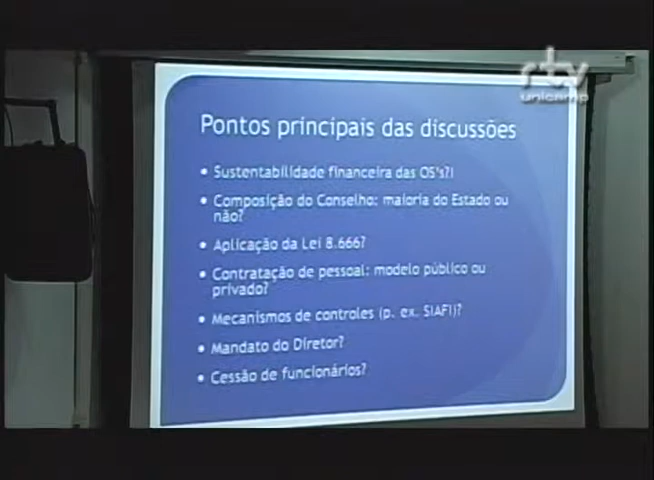 rtv
unicamp
Pontos principais das discussões
• Sustentabilidade financeira das OS's?!
• Composição do Conselho: maioria do Estado ou
não?
• Aplicação da Lei 8.666?
• Contratação de pessoal: modelo público ou
privado?
• Mecanismos de controles (p. ex. SIAFI)?
• Mandato do Diretor?
• Cessão de funcionários?